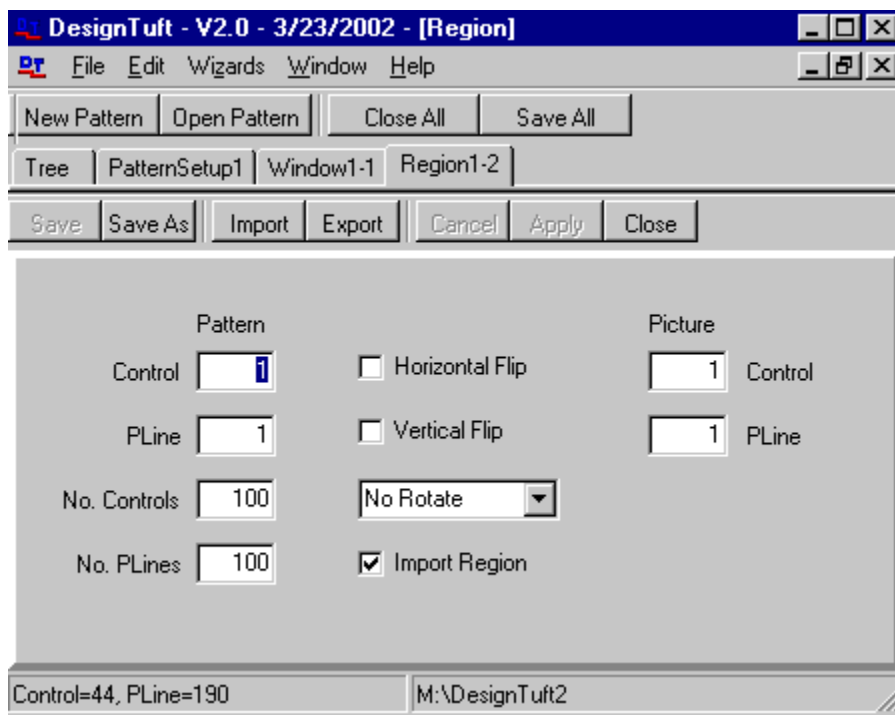 DesignTuft - V2.0 - 3/23/2002 - [Region]
DT File Edit Wizards Window Help
New Pattern Open Pattern Close All Save All
Tree PatternSetup1 Window1-1 Region1-2
Save Save As Import Export Cancel Apply Close
Pattern Picture
Control 1 Horizontal Flip 1 Control
PLine 1 Vertical Flip 1 PLine
No. Controls 100 No Rotate
No. PLines 100 Import Region
Control=44, PLine=190 M:\DesignTuft2